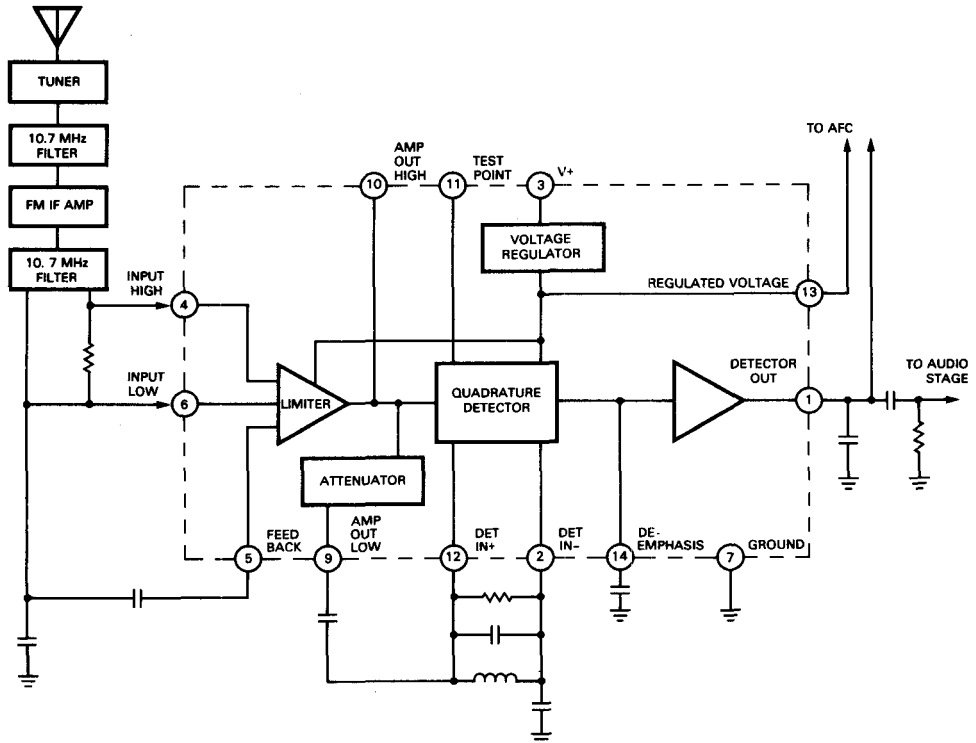 TUNER
10.7 MHz
FILTER
FM IF AMP
10. 7 MHz
FILTER
INPUT
HIGH
4
INPUT
LOW
6
AMP
OUT
HIGH
10
11
TEST
POINT
3
V+
VOLTAGE
REGULATOR
TO AFC
REGULATED VOLTAGE
13
LIMITER
QUADRATURE
DETECTOR
DETECTOR
OUT
1
TO AUDIO
STAGE
ATTENUATOR
5
FEED
BACK
9
AMP
OUT
LOW
12
DET
IN+
2
DET
IN-
14
DE-
EMPHASIS
7
GROUND